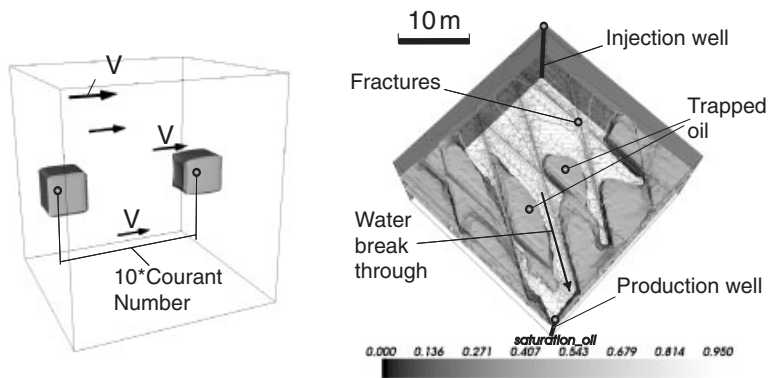 V
V
V
10*Courant
Number
10 m
Injection well
Fractures
Trapped
oil
Water
break
through
Production well
saturation_oil
0.000 0.136 0.271 0.407 0.543 0.679 0.814 0.950